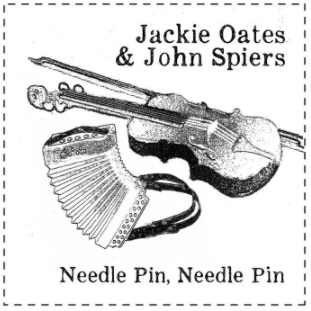 Jackie Oates
& John Spiers
Needle Pin, Needle Pin